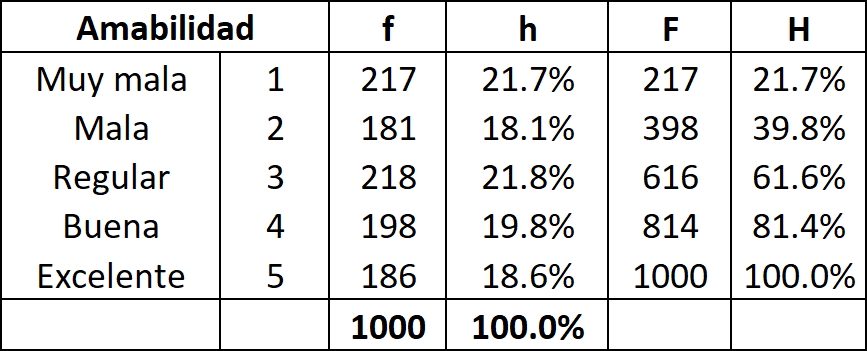 Amabilidad f h F H
Muy mala 1 217 21.7% 217 21.7%
Mala 2 181 18.1% 398 39.8%
Regular 3 218 21.8% 616 61.6%
Buena 4 198 19.8% 814 81.4%
Excelente 5 186 18.6% 1000 100.0%
1000 100.0%